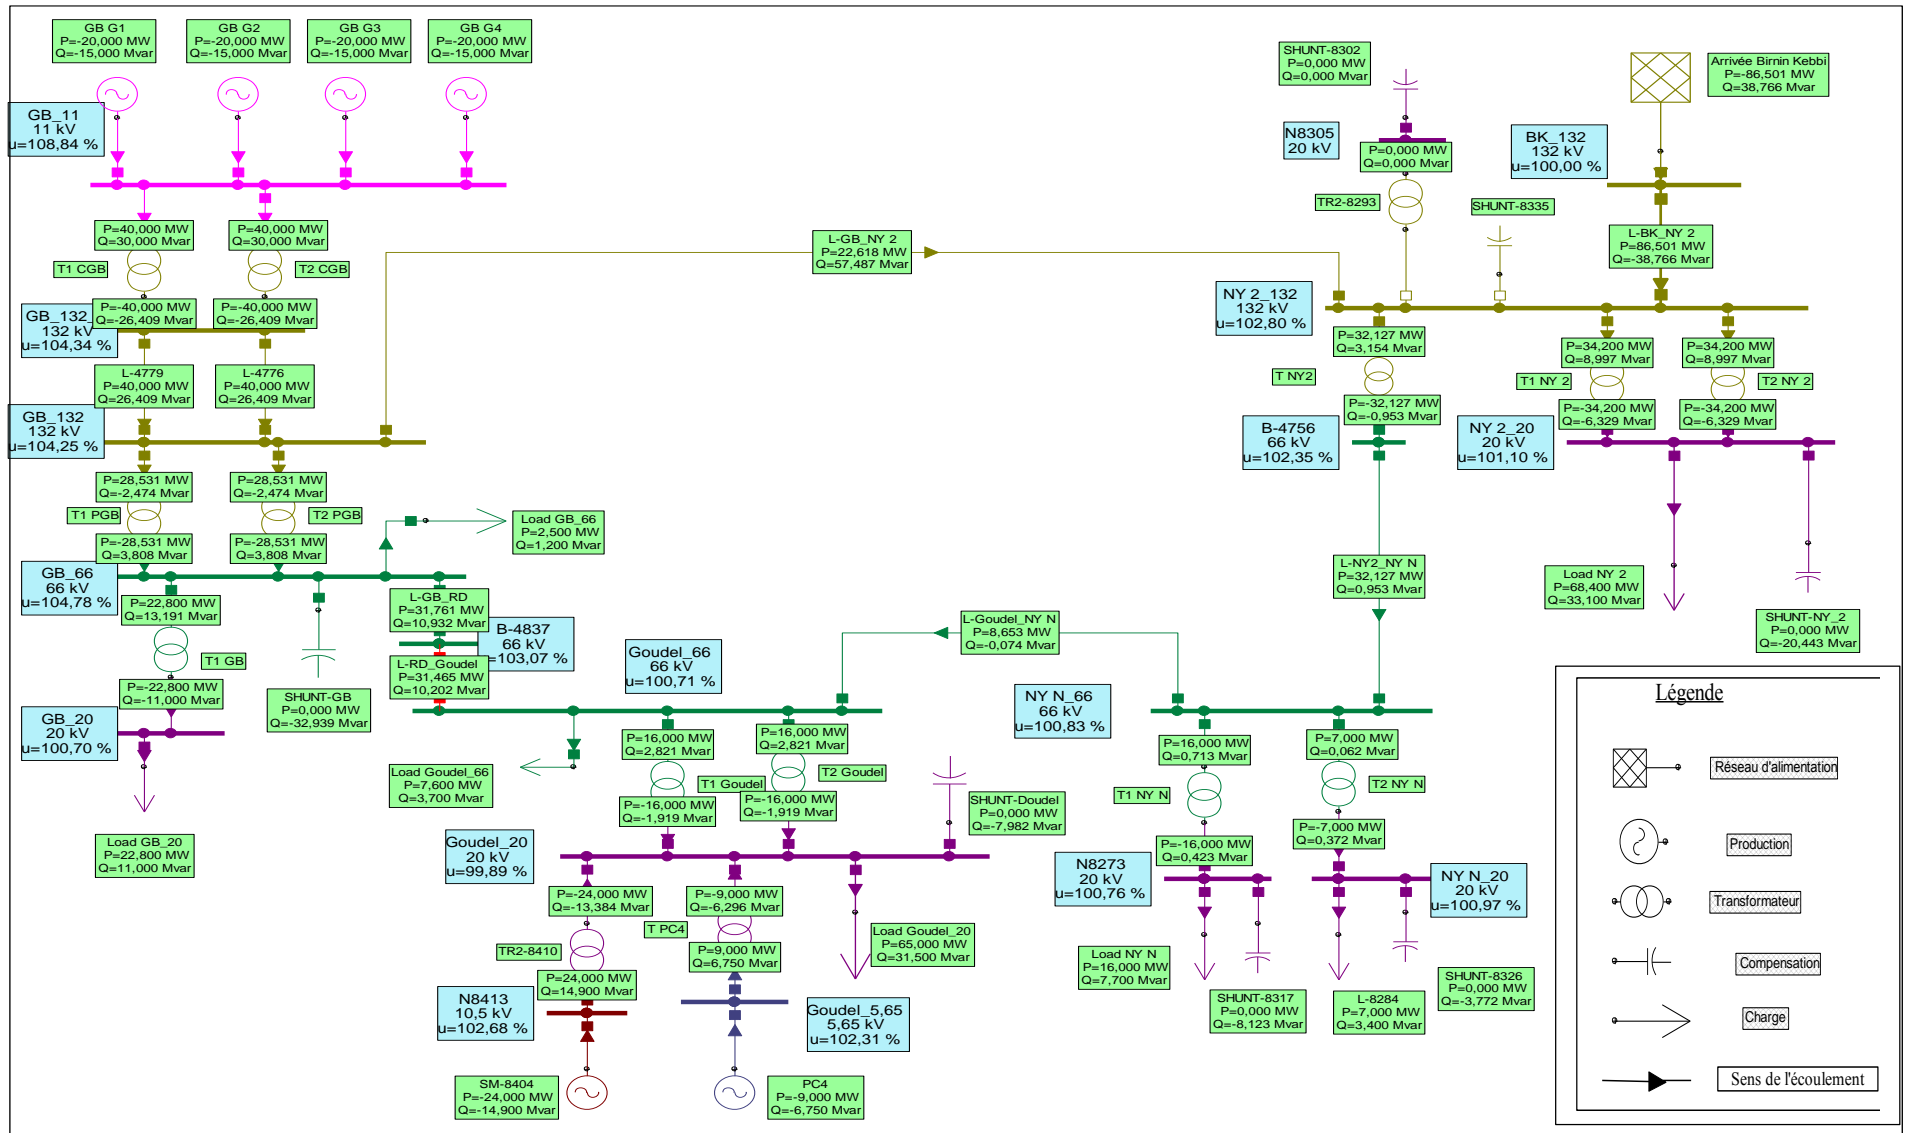 GB G1
P=-20,000 MW
Q=-15,000 Mvar
GB G2
P=-20,000 MW
Q=-15,000 Mvar
GB G3
P=-20,000 MW
Q=-15,000 Mvar
GB G4
P=-20,000 MW
Q=-15,000 Mvar
SHUNT-8302
P=0,000 MW
Q=0,000 Mvar
Arrivée Birnin Kebbi
P=-86,501 MW
Q=38,766 Mvar
GB_11
11 kV
u=108,84 %
N8305
20 kV
P=0,000 MW
Q=0,000 Mvar
BK_132
132 kV
u=100,00 %
TR2-8293
SHUNT-8335
P=40,000 MW
Q=30,000 Mvar
P=40,000 MW
Q=30,000 Mvar
T1 CGB
T2 CGB
L-GB_NY 2
P=22,618 MW
Q=57,487 Mvar
L-BK_NY 2
P=86,501 MW
Q=-38,766 Mvar
P=-40,000 MW
Q=-26,409 Mvar
P=-40,000 MW
Q=-26,409 Mvar
GB_132_
132 kV
u=104,34 %
NY 2_132
132 kV
u=102,80 %
P=32,127 MW
Q=3,154 Mvar
P=34,200 MW
Q=8,997 Mvar
P=34,200 MW
Q=8,997 Mvar
L-4779
P=40,000 MW
Q=26,409 Mvar
L-4776
P=40,000 MW
Q=26,409 Mvar
T NY2
T1 NY 2
T2 NY 2
P=-32,127 MW
Q=-0,953 Mvar
P=-34,200 MW
Q=-6,329 Mvar
P=-34,200 MW
Q=-6,329 Mvar
GB_132
132 kV
u=104,25 %
B-4756
66 kV
u=102,35 %
NY 2_20
20 kV
u=101,10 %
P=28,531 MW
Q=-2,474 Mvar
P=28,531 MW
Q=-2,474 Mvar
T1 PGB
T2 PGB
Load GB_66
P=2,500 MW
Q=1,200 Mvar
P=-28,531 MW
Q=3,808 Mvar
P=-28,531 MW
Q=3,808 Mvar
GB_66
66 kV
u=104,78 %
L-NY2_NY N
P=32,127 MW
Q=0,953 Mvar
Load NY 2
P=68,400 MW
Q=33,100 Mvar
SHUNT-NY_2
P=0,000 MW
Q=-20,443 Mvar
P=22,800 MW
Q=13,191 Mvar
L-GB_RD
P=31,761 MW
Q=10,932 Mvar
B-4837
66 kV
=103,07 %
L-Goudel_NY N
P=8,653 MW
Q=-0,074 Mvar
T1 GB
L-RD_Goudel
P=31,465 MW
Q=10,202 Mvar
Goudel_66
66 kV
u=100,71 %
P=-22,800 MW
Q=-11,000 Mvar
SHUNT-GB
P=0,000 MW
Q=-32,939 Mvar
NY N_66
66 kV
u=100,83 %
GB_20
20 kV
u=100,70 %
P=16,000 MW
Q=2,821 Mvar
P=16,000 MW
Q=2,821 Mvar
P=16,000 MW
Q=0,713 Mvar
P=7,000 MW
Q=0,062 Mvar
Load Goudel_66
P=7,600 MW
Q=3,700 Mvar
T1 Goudel
T2 Goudel
T1 NY N
T2 NY N
P=-16,000 MW
Q=-1,919 Mvar
P=-16,000 MW
Q=-1,919 Mvar
SHUNT-Doudel
P=0,000 MW
Q=-7,982 Mvar
Load GB_20
P=22,800 MW
Q=11,000 Mvar
Goudel_20
20 kV
u=99,89 %
P=-16,000 MW
Q=0,423 Mvar
P=-7,000 MW
Q=0,372 Mvar
N8273
20 kV
u=100,76 %
NY N_20
20 kV
u=100,97 %
P=-24,000 MW
Q=-13,384 Mvar
P=-9,000 MW
Q=-6,296 Mvar
TR2-8410
T PC4
Load Goudel_20
P=65,000 MW
Q=31,500 Mvar
P=24,000 MW
Q=14,900 Mvar
P=9,000 MW
Q=6,750 Mvar
Load NY N
P=16,000 MW
Q=7,700 Mvar
SHUNT-8317
P=0,000 MW
Q=-8,123 Mvar
L-8284
P=7,000 MW
Q=3,400 Mvar
SHUNT-8326
P=0,000 MW
Q=-3,772 Mvar
N8413
10,5 kV
u=102,68 %
Goudel_5,65
5,65 kV
u=102,31 %
SM-8404
P=-24,000 MW
Q=-14,900 Mvar
PC4
P=-9,000 MW
Q=-6,750 Mvar
Légende
Réseau d'alimentation
Production
Transformateur
Compensation
Charge
Sens de l'écoulement